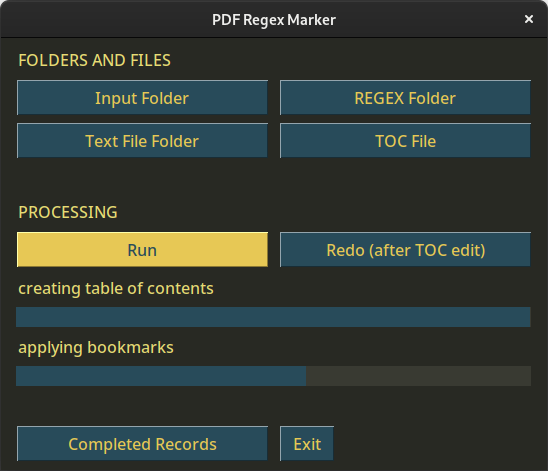 PDF Regex Marker ×
FOLDERS AND FILES
Input Folder REGEX Folder
Text File Folder TOC File
PROCESSING
Run Redo (after TOC edit)
creating table of contents
applying bookmarks
Completed Records Exit